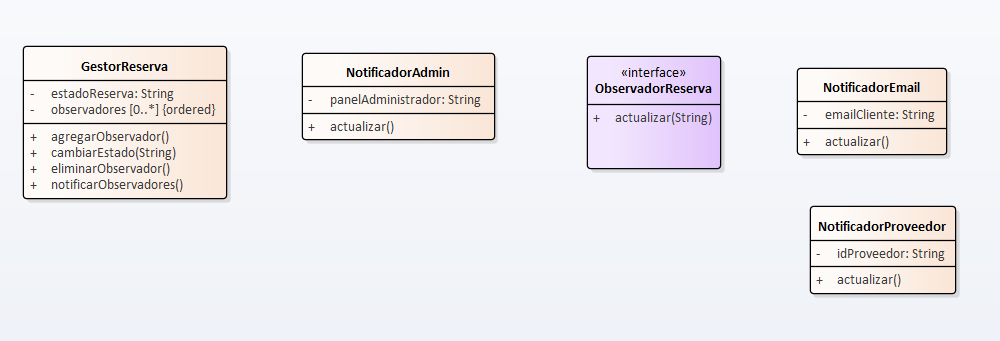 GestorReserva
- estadoReserva: String
- observadores [0..*] {ordered}
+ agregarObservador()
+ cambiarEstado(String)
+ eliminarObservador()
+ notificarObservadores()
NotificadorAdmin
- panelAdministrador: String
+ actualizar()
«interface»
ObservadorReserva
+ actualizar(String)
NotificadorEmail
- emailCliente: String
+ actualizar()
NotificadorProveedor
- idProveedor: String
+ actualizar()